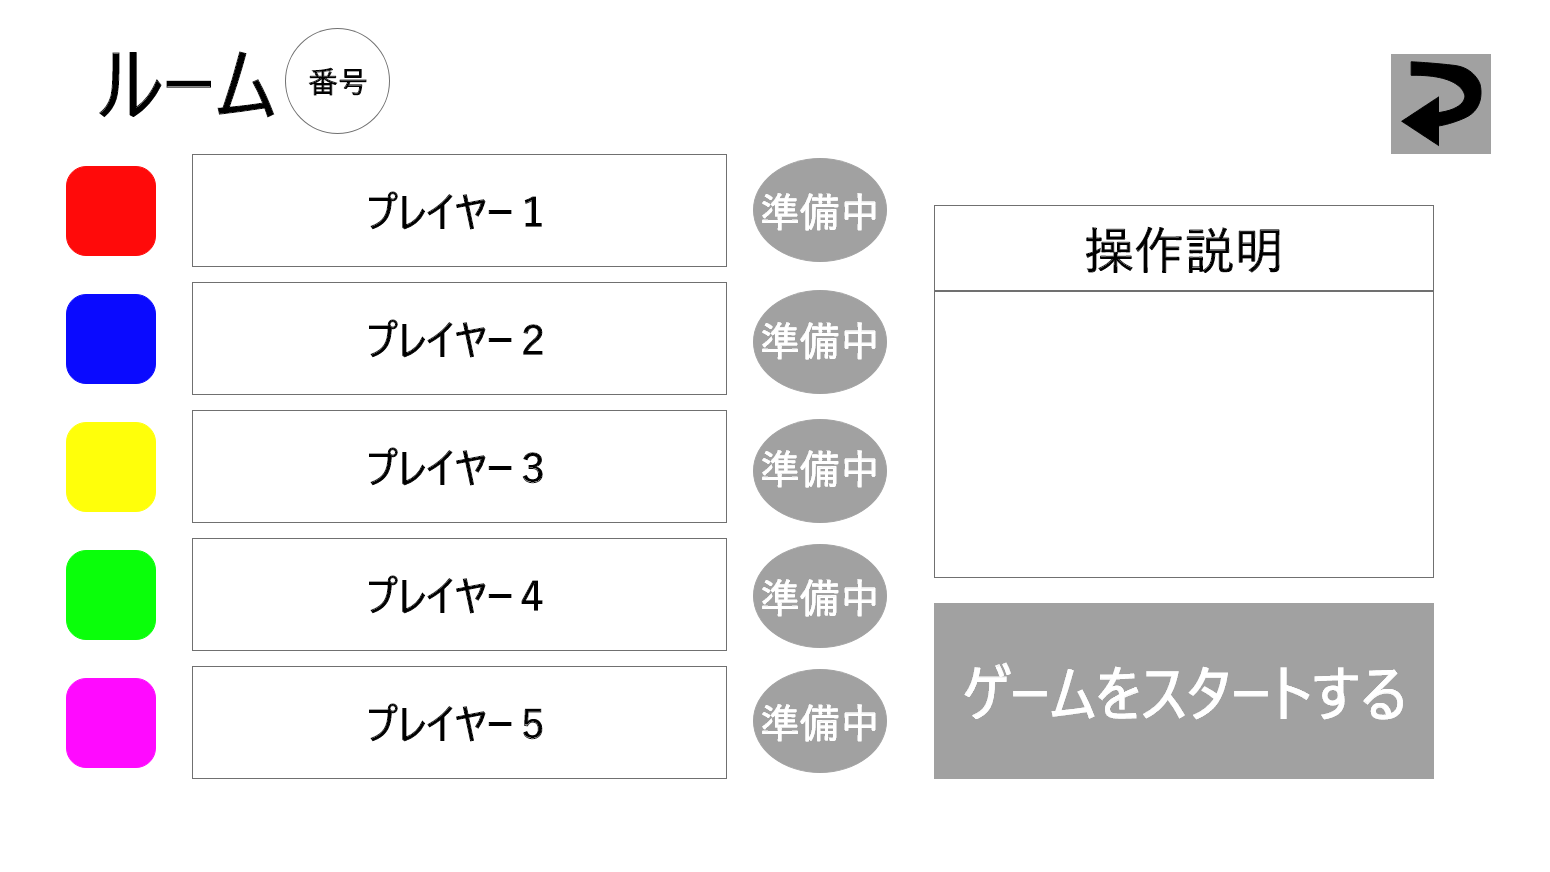 ルーム 番号
プレイヤー1 準備中
プレイヤー2 準備中
プレイヤー3 準備中
プレイヤー4 準備中
プレイヤー5 準備中
操作説明
ゲームをスタートする